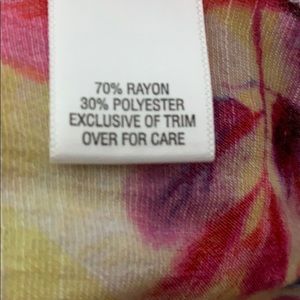 70% RAYON
30% POLYESTER
EXCLUSIVE OF TRIM
OVER FOR CARE